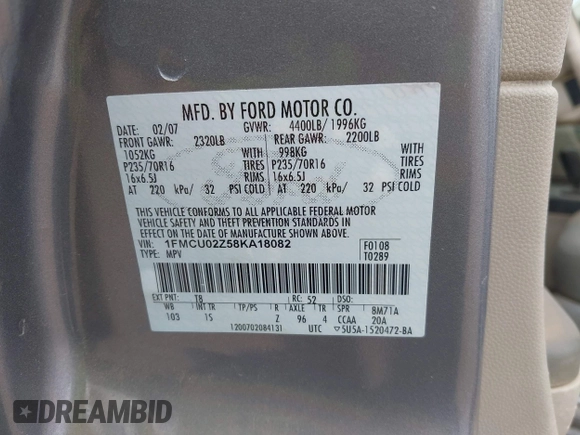 MFD. BY FORD MOTOR CO.
DATE: 02/07 GVWR: 4400LB/ 1996KG
FRONT GAWR: 2320LB REAR GAWR: 2200LB
1052KG WITH 998KG WITH
P235/70R16 TIRES P235/70R16 TIRES
16x6.5J RIMS 16x6.5J RIMS
AT 220 kPa/ 32 PSI COLD AT 220 kPa/ 32 PSI COLD
THIS VEHICLE CONFORMS TO ALL APPLICABLE FEDERAL MOTOR
VEHICLE SAFETY AND THEFT PREVENTION STANDARDS IN EFFECT ON
THE DATE OF MANUFACTURE SHOWN ABOVE.
VIN: 1FMCU02Z58KA18082 F0108
TYPE: MPV T0289
EXT PNT: T8 RC: 52 DSO:
WB INT TR TP/PS R AXLE TR SPR BM71A
103 1S 2 96 4 CCAA 20A
1200702084131 UTC ▽5U5A-1520472-BA
DREAMBID